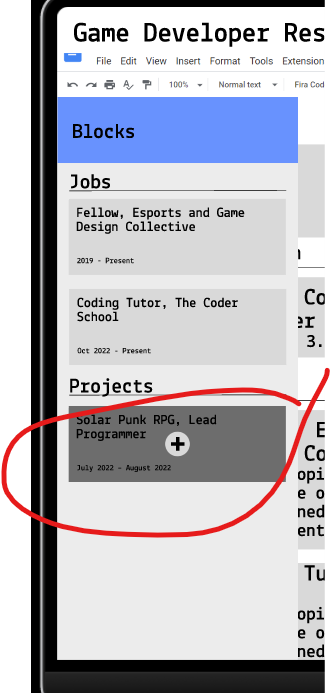 Game Developer Res
File Edit View Insert Format Tools Extension
100% Normal text Fira Cod
Blocks
Jobs
Fellow, Esports and Game
Design Collective
2019 - Present
Coding Tutor, The Coder
School
Oct 2022 - Present
Projects
Solar Punk RPG, Lead
Programmer
July 2022 - August 2022
Co
er
3.
E
Co
opi
e o
ned
ent
Tu
opi
e o
ned